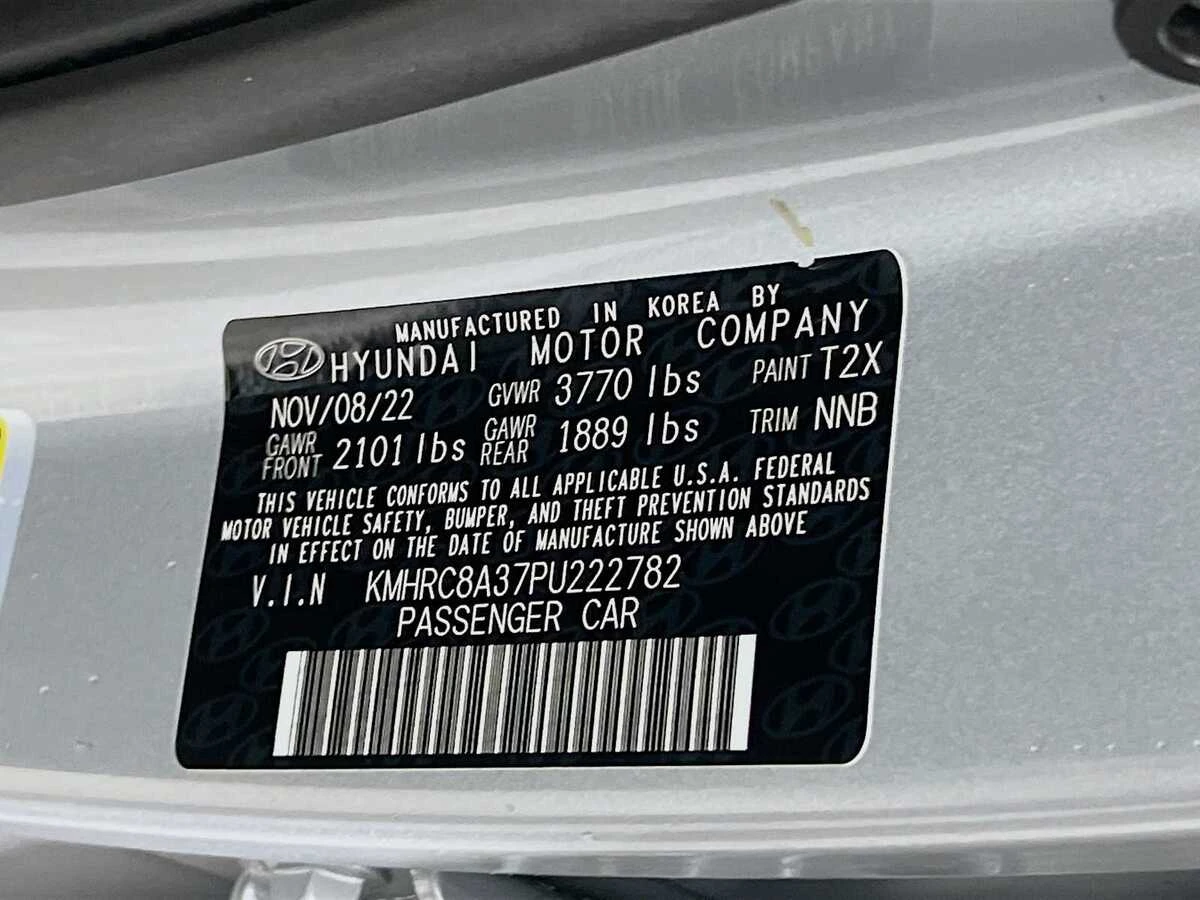 MANUFACTURED IN KOREA BY
HYUNDAI MOTOR COMPANY
NOV/08/22 GVWR 3770 lbs PAINT T2X
GAWR FRONT 2101 lbs GAWR REAR 1889 lbs TRIM NNB
THIS VEHICLE CONFORMS TO ALL APPLICABLE U.S.A. FEDERAL
MOTOR VEHICLE SAFETY, BUMPER, AND THEFT PREVENTION STANDARDS
IN EFFECT ON THE DATE OF MANUFACTURE SHOWN ABOVE
V.I.N KMHRC8A37PU222782
PASSENGER CAR